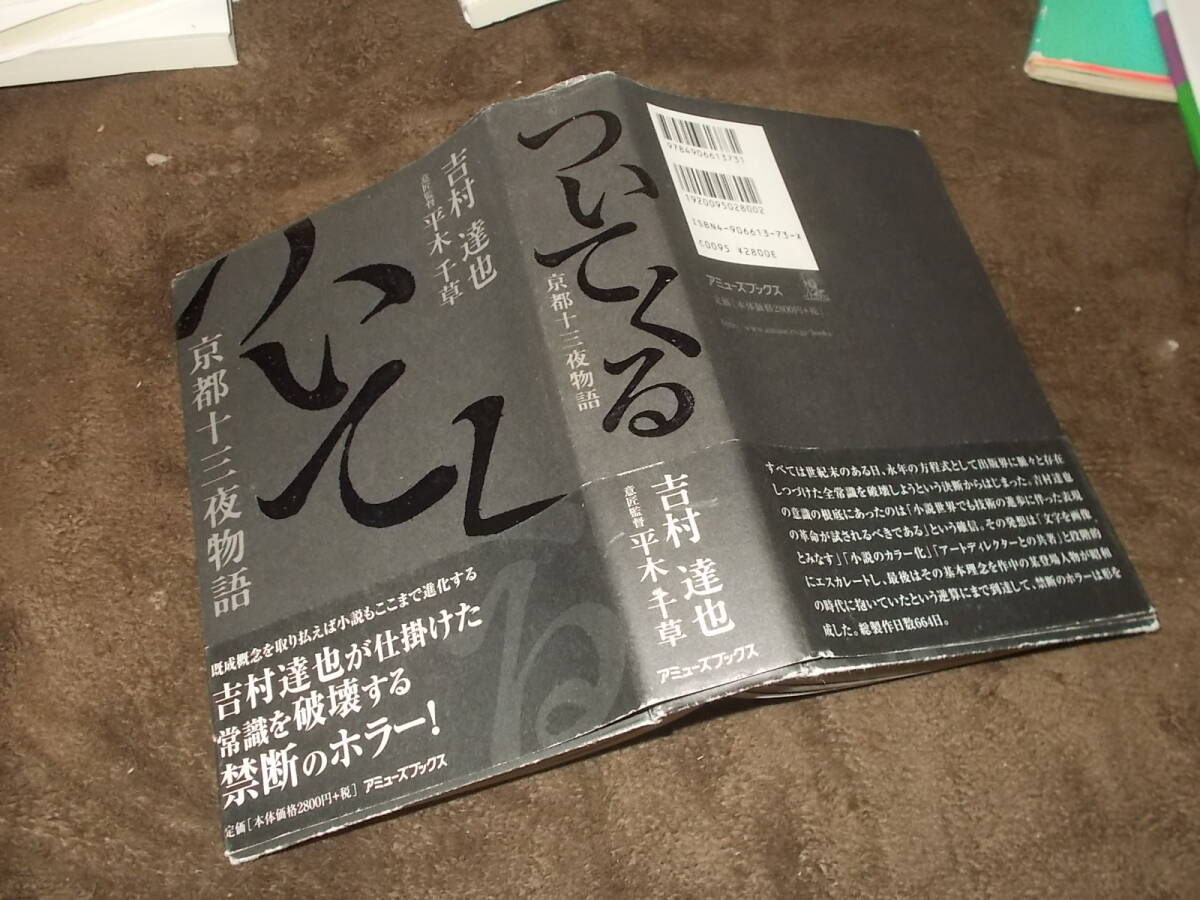 ついてくる
京都十三夜物語
吉村達也
意匠監督 平木千草
既成概念を取り払えば小説もここまで進化する
吉村達也が仕掛けた
常識を破壊する
禁断のホラー!
定価[本体価格2800円+税] アミューズブックス
ついてくる
京都十三夜物語
吉村達也
意匠監督 平木千草
アミューズブックス
9784906613731
1920095028002
ISBN4-906613-73-X
C0095 ¥2800E
アミューズブックス
定価[本体価格2800円+税]
すべては世紀末のある日、永年の方程式として出版界に脈々と存在
しつづけた全常識を破壊しようという決断からはじまった。吉村達也
の意識の根底にあったのは「小説世界でも技術の進歩に沿った表現
の革命が試されるべきである」という確信。その発想は「文字を画像
とみなす」「小説のカラー化」「アートディレクターとの共著」と段階的
にエスカレートし、最後はその基本理念を作中の某登場人物が昭和
の時代に抱いていたという逆算にまで到達して、禁断のホラーは形を
成した。総製作日数664日。